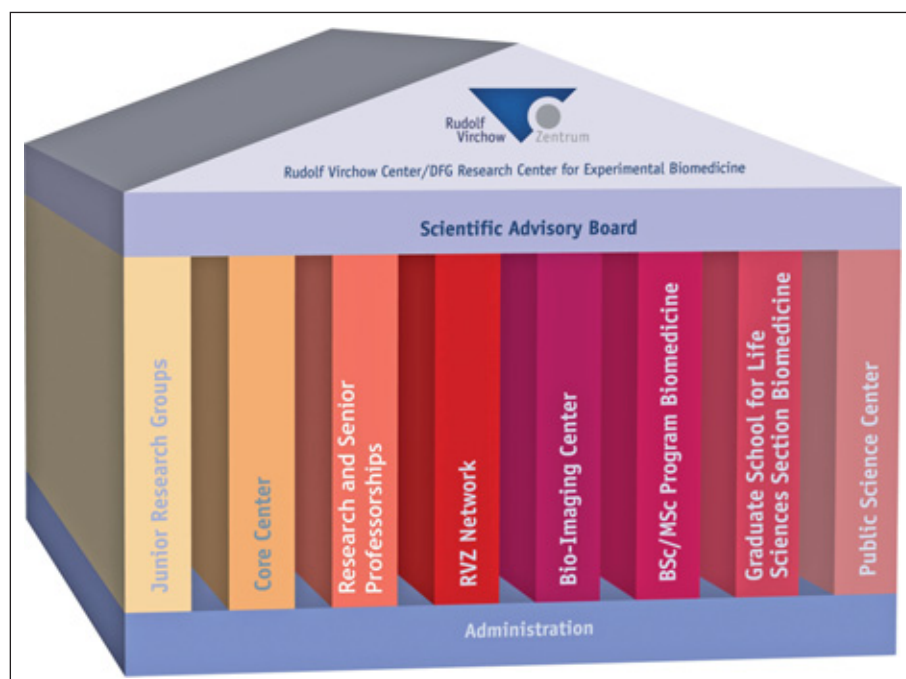 Rudolf
Virchow
Zentrum
Rudolf Virchow Center/DFG Research Center for Experimental Biomedicine
Scientific Advisory Board
Junior Research Groups
Core Center
Research and Senior
Professorships
RVZ Network
Bio-Imaging Center
BSc/MSc Program Biomedicine
Graduate School for Life
Sciences Section Biomedicine
Public Science Center
Administration